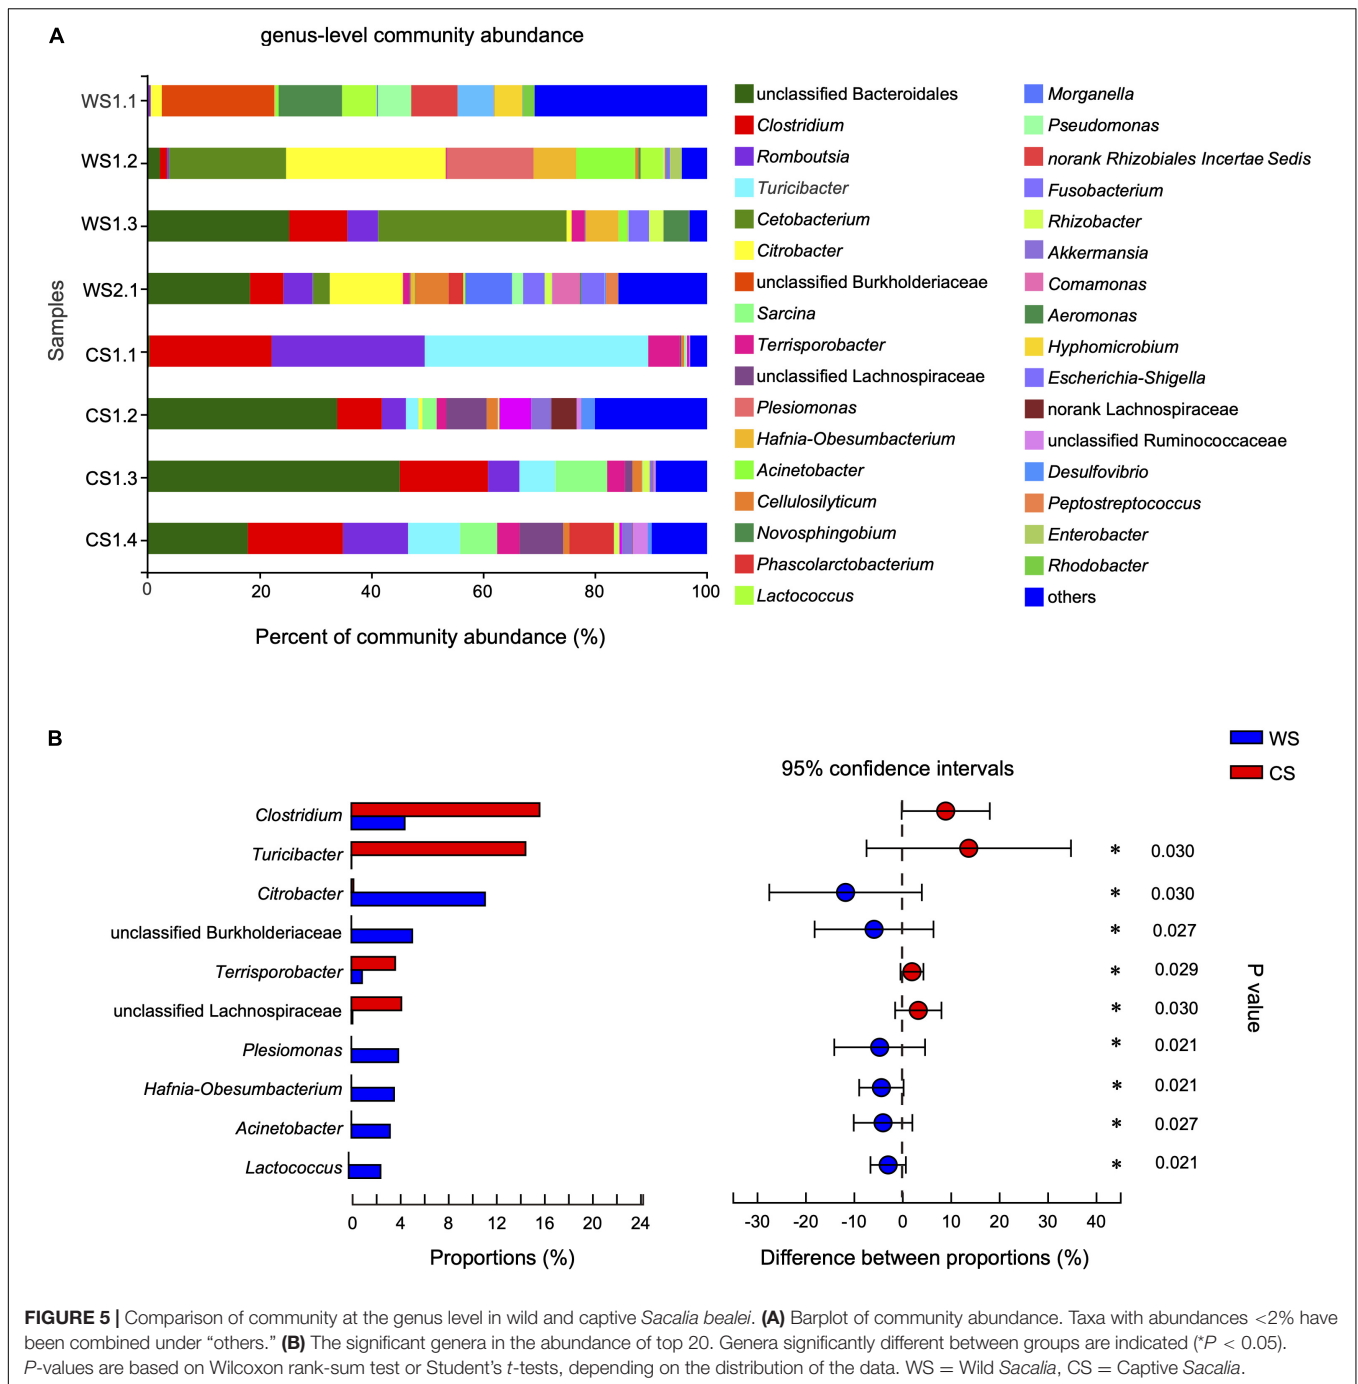 A
genus-level community abundance
WS1.1
WS1.2
WS1.3
WS2.1
CS1.1
CS1.2
CS1.3
CS1.4
Samples
0 20 40 60 80 100
Percent of community abundance (%)
unclassified Bacteroidales
Clostridium
Romboutsia
Turicibacter
Cetobacterium
Citrobacter
unclassified Burkholderiaceae
Sarcina
Terrisporobacter
unclassified Lachnospiraceae
Plesiomonas
Hafnia-Obesumbacterium
Acinetobacter
Cellulosilyticum
Novosphingobium
Phascolarctobacterium
Lactococcus
Morganella
Pseudomonas
norank Rhizobiales Incertae Sedis
Fusobacterium
Rhizobacter
Akkermansia
Comamonas
Aeromonas
Hyphomicrobium
Escherichia-Shigella
norank Lachnospiraceae
unclassified Ruminococcaceae
Desulfovibrio
Peptostreptococcus
Enterobacter
Rhodobacter
others
B
WS
CS
95% confidence intervals
Clostridium
Turicibacter * 0.030
Citrobacter * 0.030
unclassified Burkholderiaceae * 0.027
Terrisporobacter * 0.029
unclassified Lachnospiraceae * 0.030
Plesiomonas * 0.021
Hafnia-Obesumbacterium * 0.021
Acinetobacter * 0.027
Lactococcus * 0.021
P value
0 4 8 12 16 20 24
Proportions (%)
-30 -20 -10 0 10 20 30 40
Difference between proportions (%)
FIGURE 5 | Comparison of community at the genus level in wild and captive Sacalia bealei. (A) Barplot of community abundance. Taxa with abundances <2% have
been combined under “others.” (B) The significant genera in the abundance of top 20. Genera significantly different between groups are indicated (*P < 0.05).
P-values are based on Wilcoxon rank-sum test or Student’s t-tests, depending on the distribution of the data. WS = Wild Sacalia, CS = Captive Sacalia.